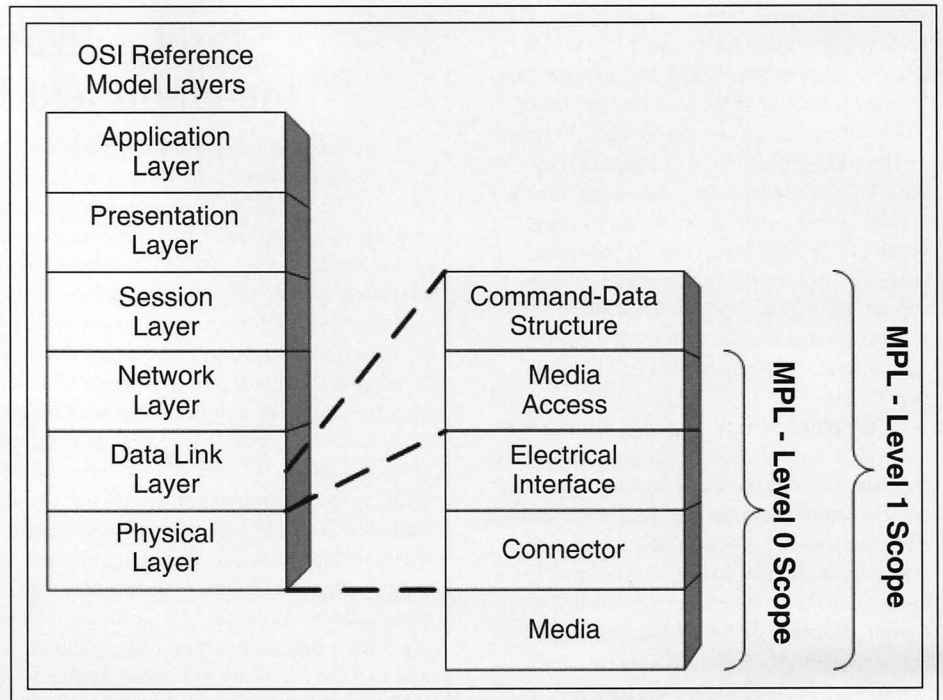 OSI Reference
Model Layers
Application
Layer
Presentation
Layer
Session
Layer
Network
Layer
Data Link
Layer
Physical
Layer
Command-Data
Structure
Media
Access
Electrical
Interface
Connector
Media
MPL - Level 0 Scope
MPL - Level 1 Scope